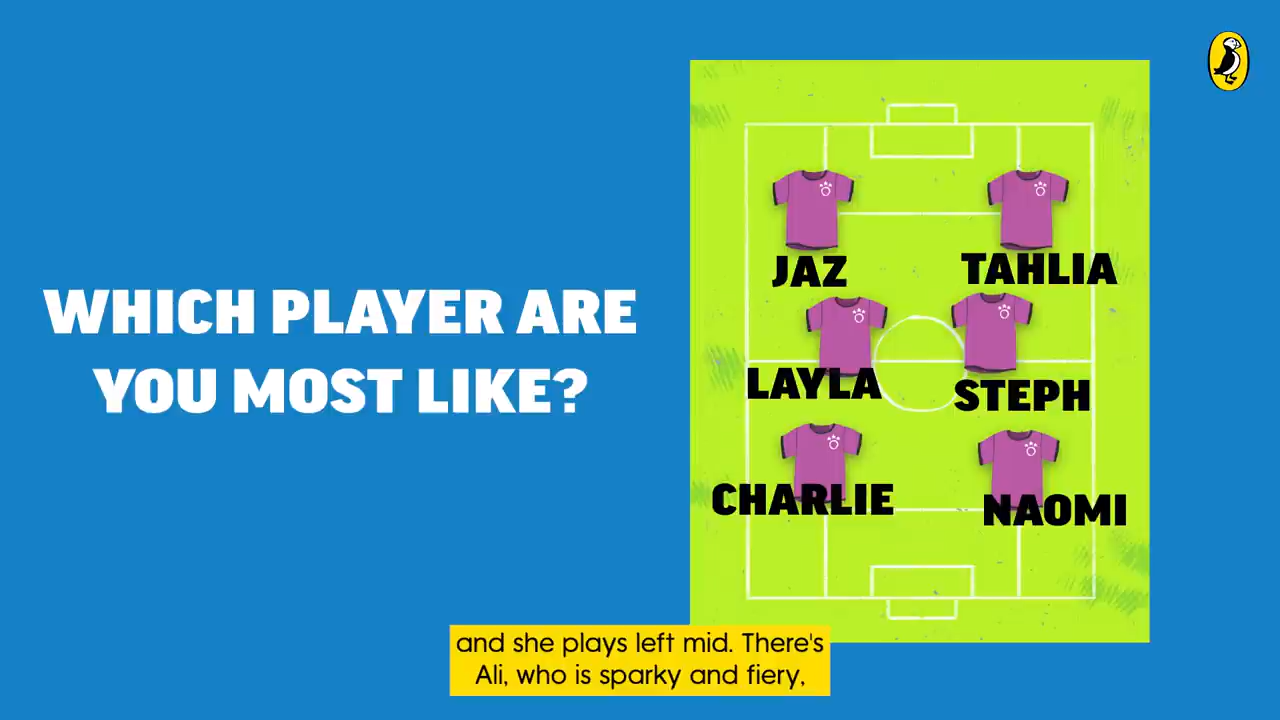 WHICH PLAYER ARE
YOU MOST LIKE?
JAZ
TAHLIA
LAYLA
STEPH
CHARLIE
NAOMI
and she plays left mid. There's
Ali, who is sparky and fiery,